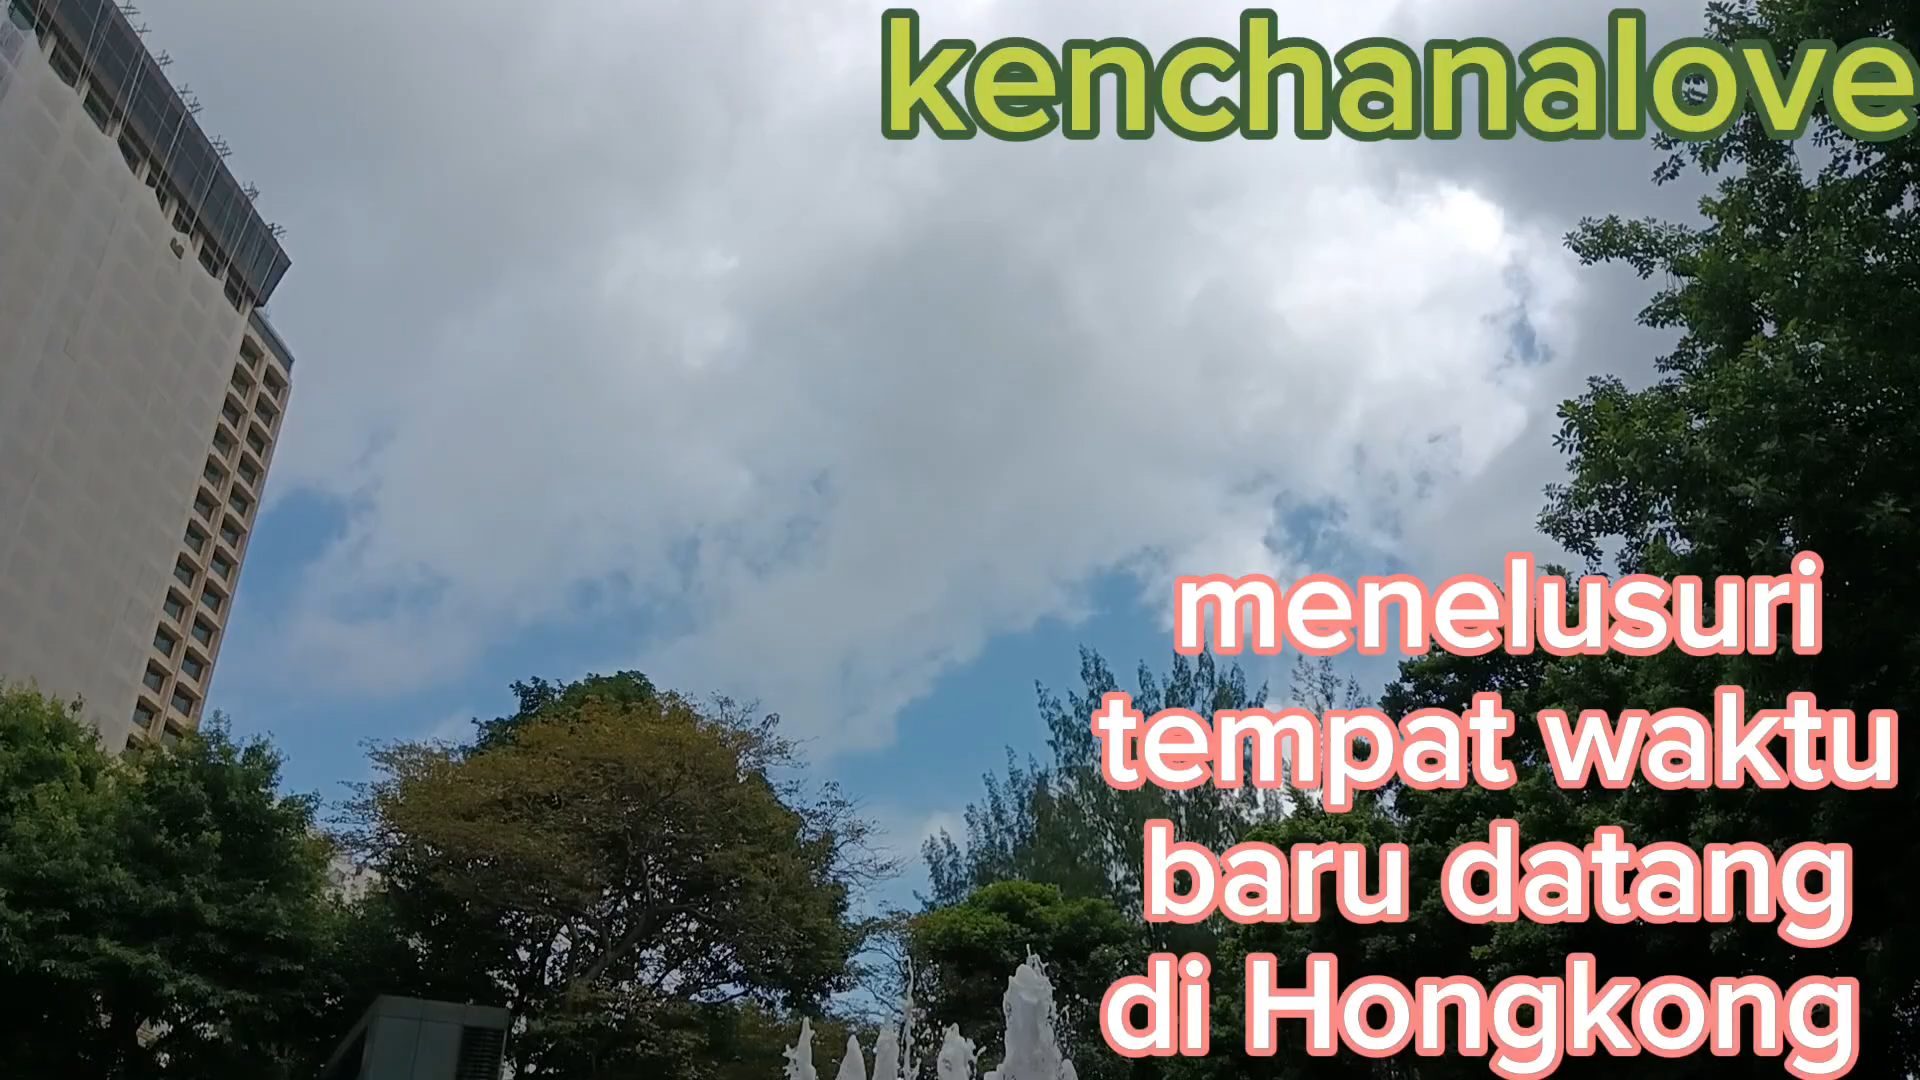 kenchanalove
menelusuri
tempat waktu
baru datang
di Hongkong